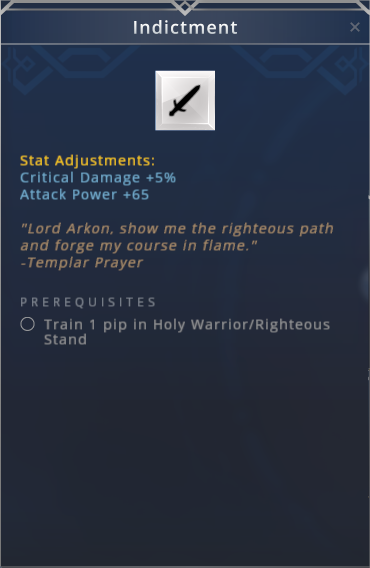 Indictment
Stat Adjustments:
Critical Damage +5%
Attack Power +65
"Lord Arkon, show me the righteous path
and forge my course in flame."
-Templar Prayer
PREREQUISITES
Train 1 pip in Holy Warrior/Righteous
Stand